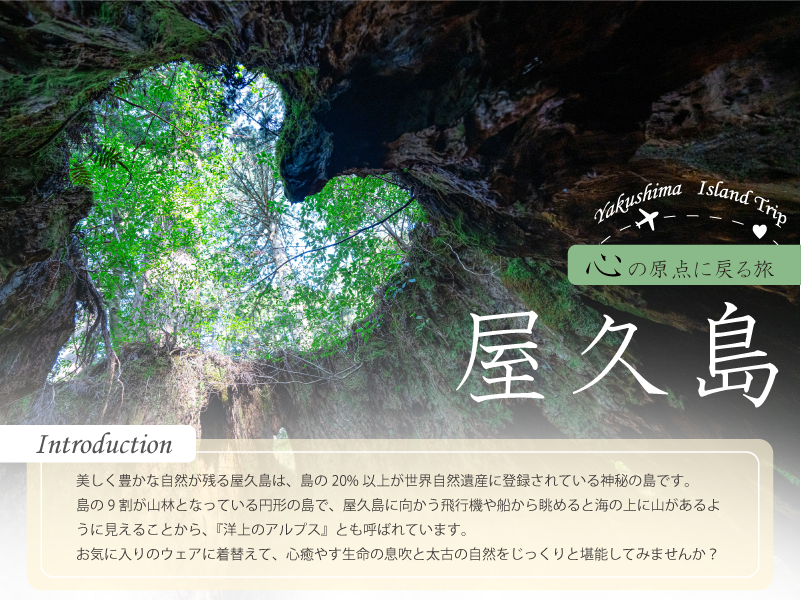 Yakushima Island Trip
心の原点に戻る旅
屋久島
Introduction
美しく豊かな自然が残る屋久島は、島の 20% 以上が世界自然遺産に登録されている神秘の島です。
島の 9 割が山林となっている円形の島で、屋久島に向かう飛行機や船から眺めると海の上に山があるよ
うに見えることから、『洋上のアルプス』とも呼ばれています。
お気に入りのウェアに着替えて、心癒やす生命の息吹と太古の自然をじっくりと堪能してみませんか？